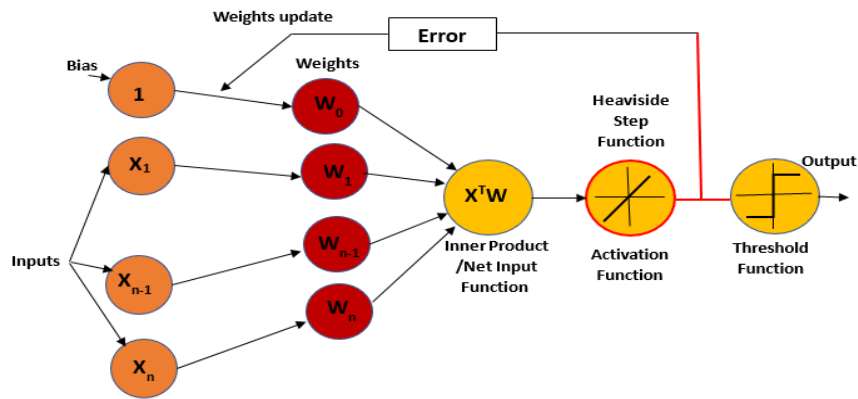 Weights update
Error
Bias
1
Weights
W0
Heaviside
Step
Function
X1
W1
XTW
Output
Inputs
Xn-1
Wn-1
Inner Product
/Net Input
Function
Activation
Function
Threshold
Function
Wn
Xn